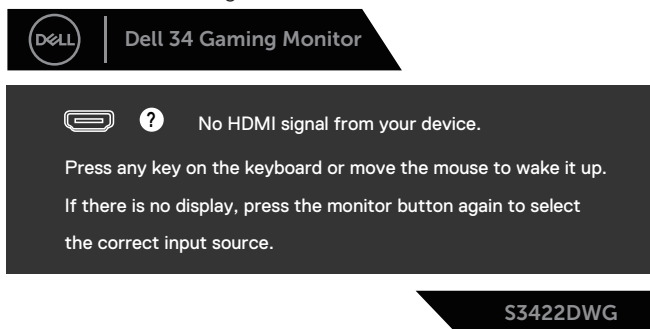 DELL
Dell 34 Gaming Monitor
? No HDMI signal from your device.
Press any key on the keyboard or move the mouse to wake it up.
If there is no display, press the monitor button again to select
the correct input source.
S3422DWG